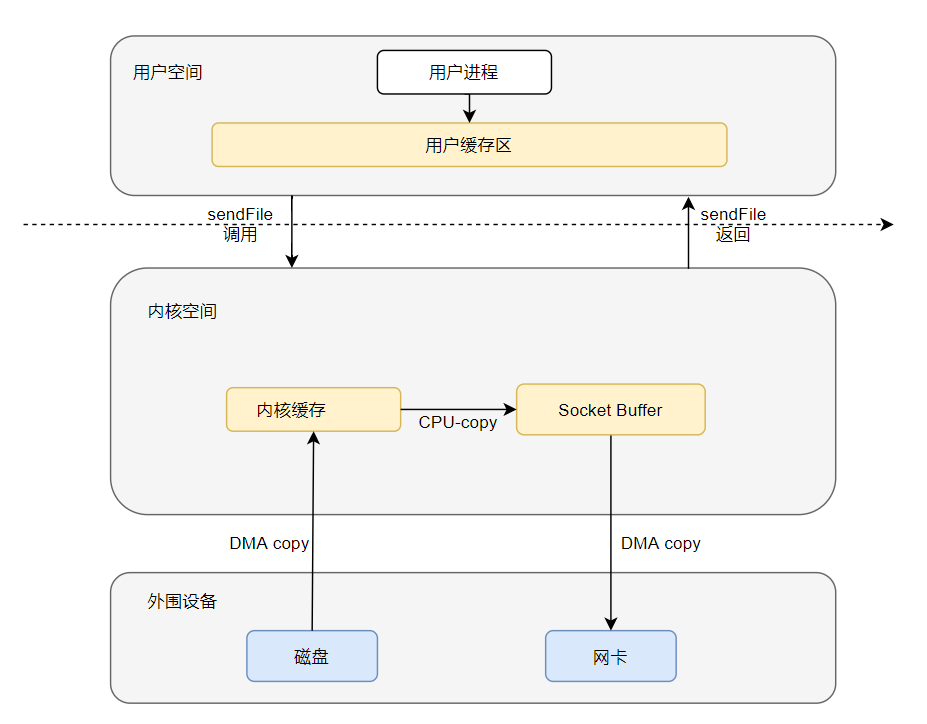 用户空间
用户进程
用户缓存区
sendFile
调用
sendFile
返回
内核空间
内核缓存
CPU-copy
Socket Buffer
DMA copy
DMA copy
外围设备
磁盘
网卡